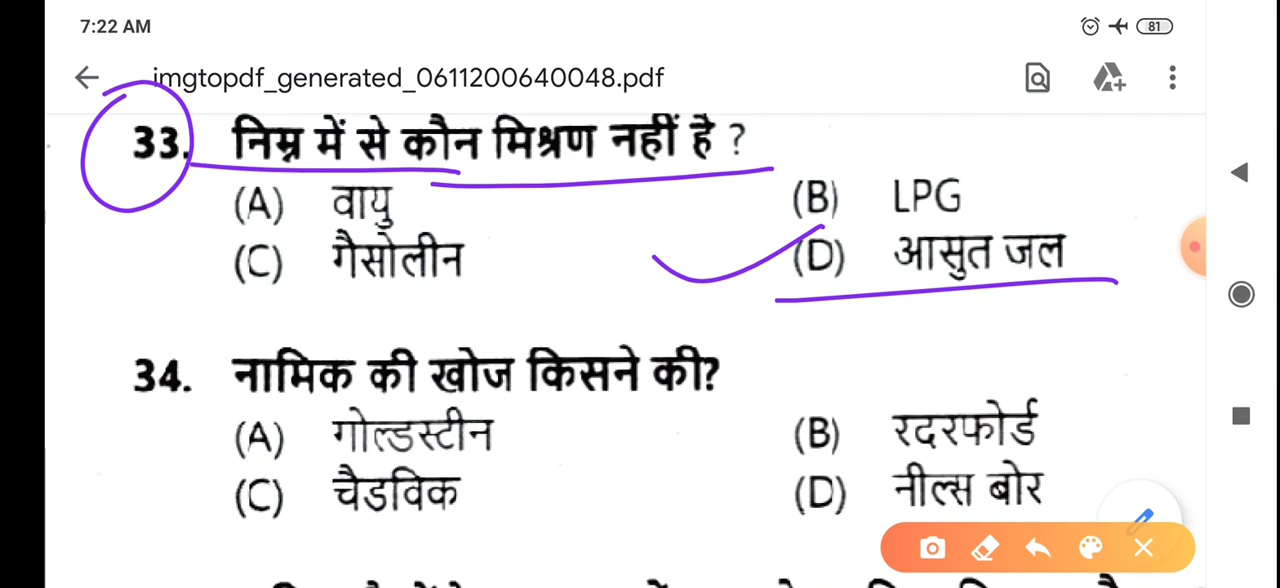 7:22 AM
81
imgtopdf_generated_0611200640048.pdf
33. निम्न में से कौन मिश्रण नहीं है ?
(A) वायु (B) LPG
(C) गैसोलीन (D) आसुत जल
34. नामिक की खोज किसने की?
(A) गोल्डस्टीन (B) रदरफोर्ड
(C) चैडविक (D) नील्स बोर